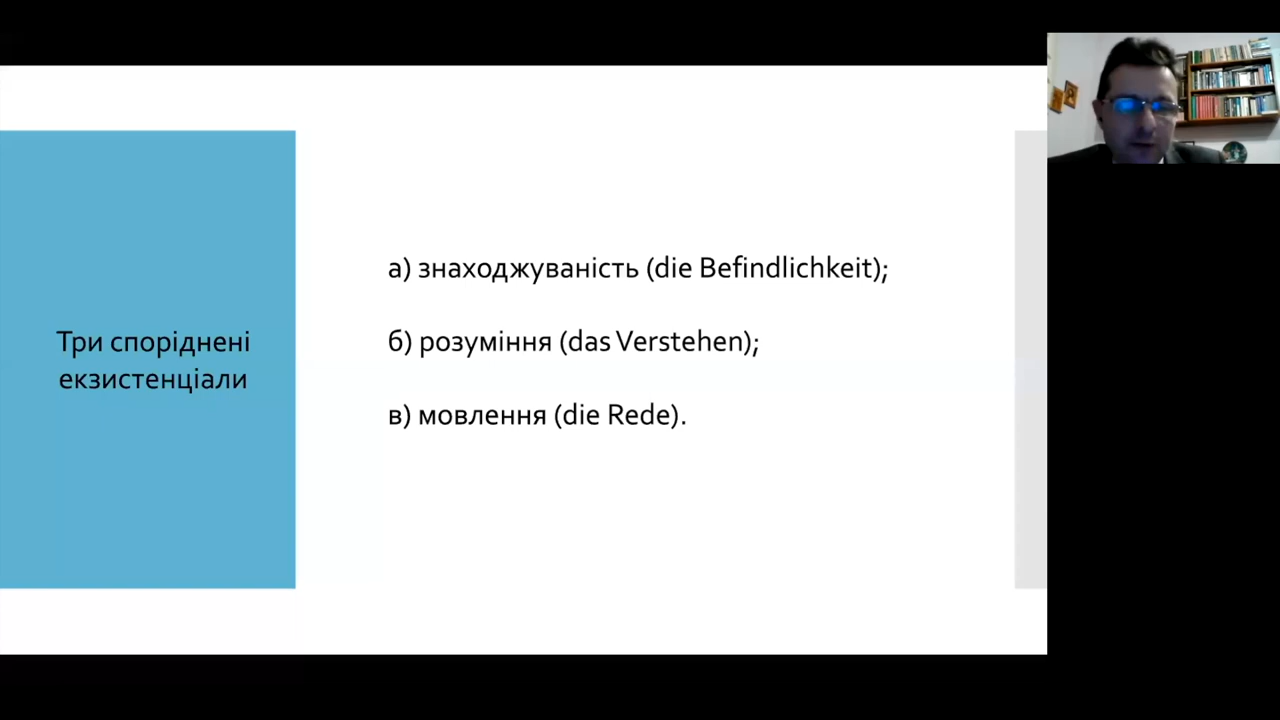 Три споріднені
екзистенціали
а) знаходжуваність (die Befindlichkeit);
б) розуміння (das Verstehen);
в) мовлення (die Rede).